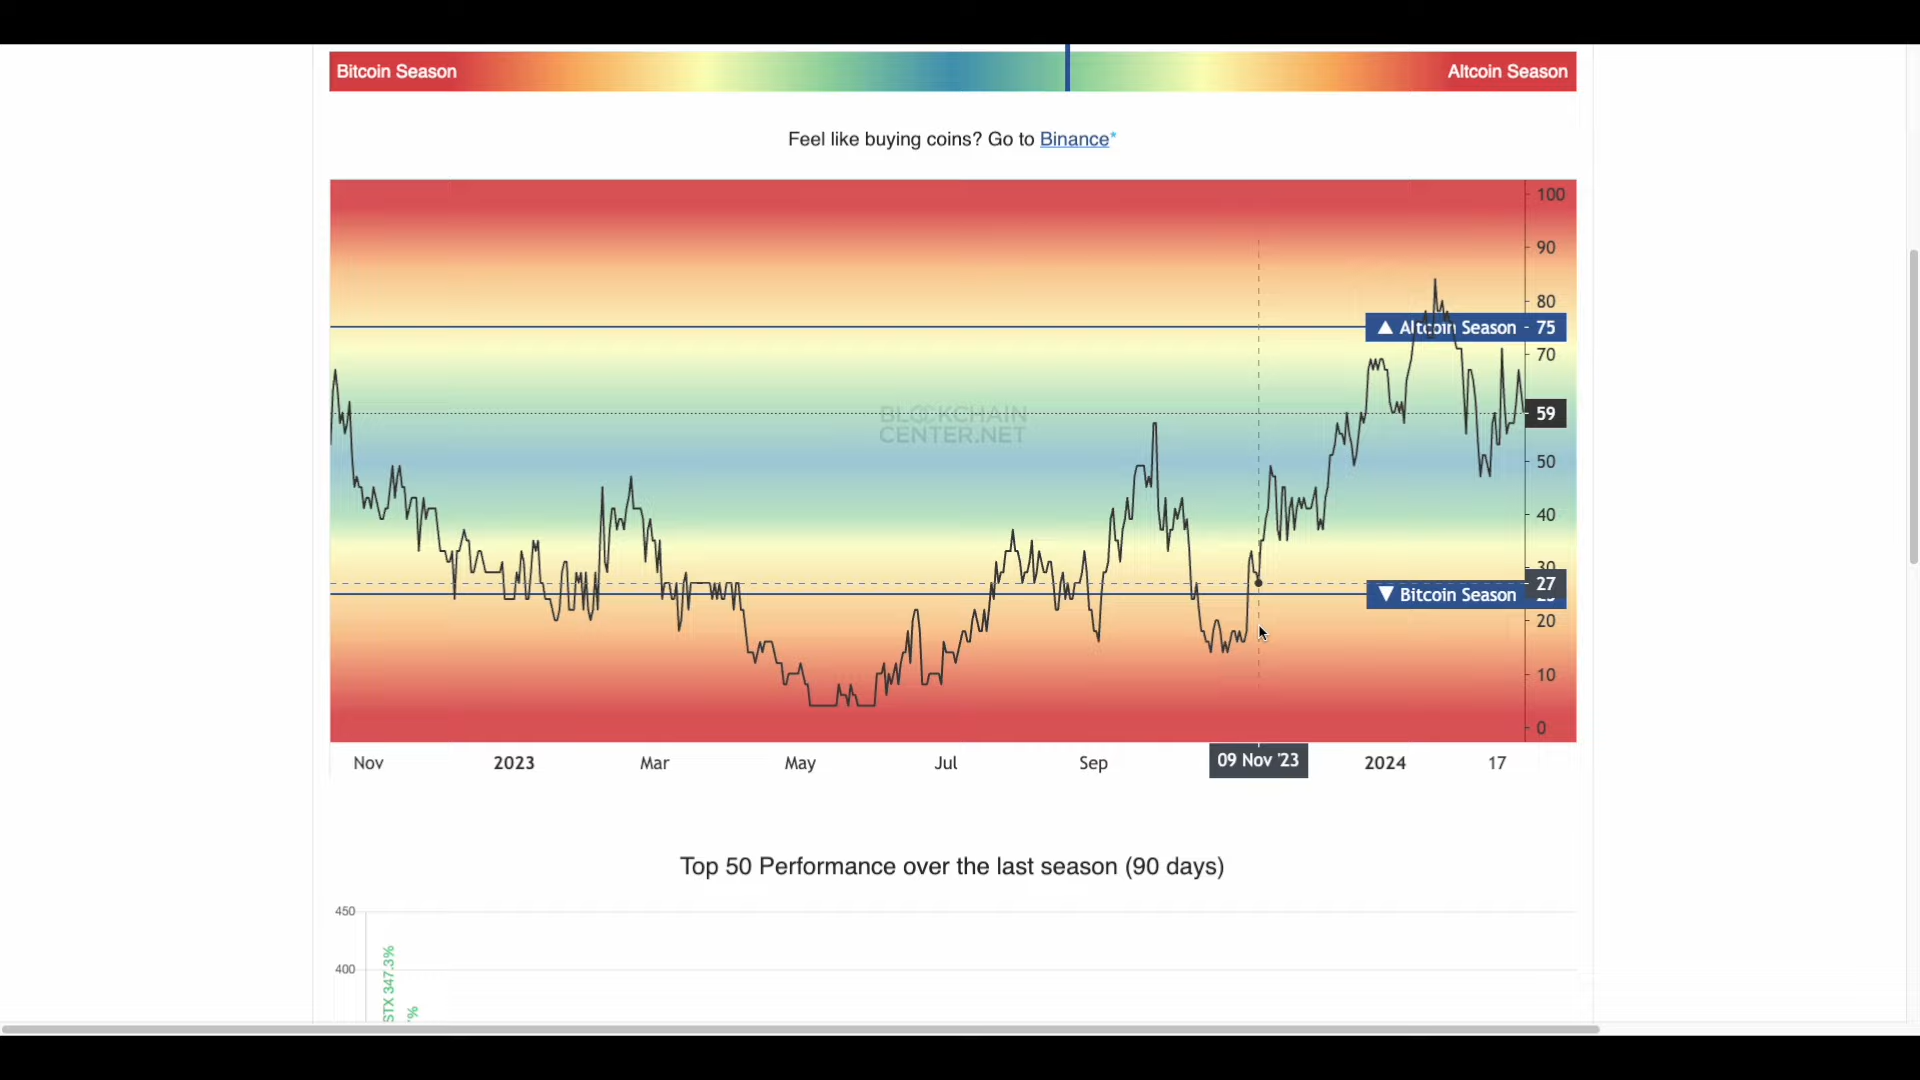 Bitcoin Season
Altcoin Season
Feel like buying coins? Go to Binance*
100
90
80
▲ Altcoin Season - 75
70
BLOCKCHAIN
CENTER.NET
59
50
40
30
27
▼ Bitcoin Season
25
20
10
0
Nov
2023
Mar
May
Jul
Sep
09 Nov '23
2024
17
Top 50 Performance over the last season (90 days)
450
400
STX 347.3%